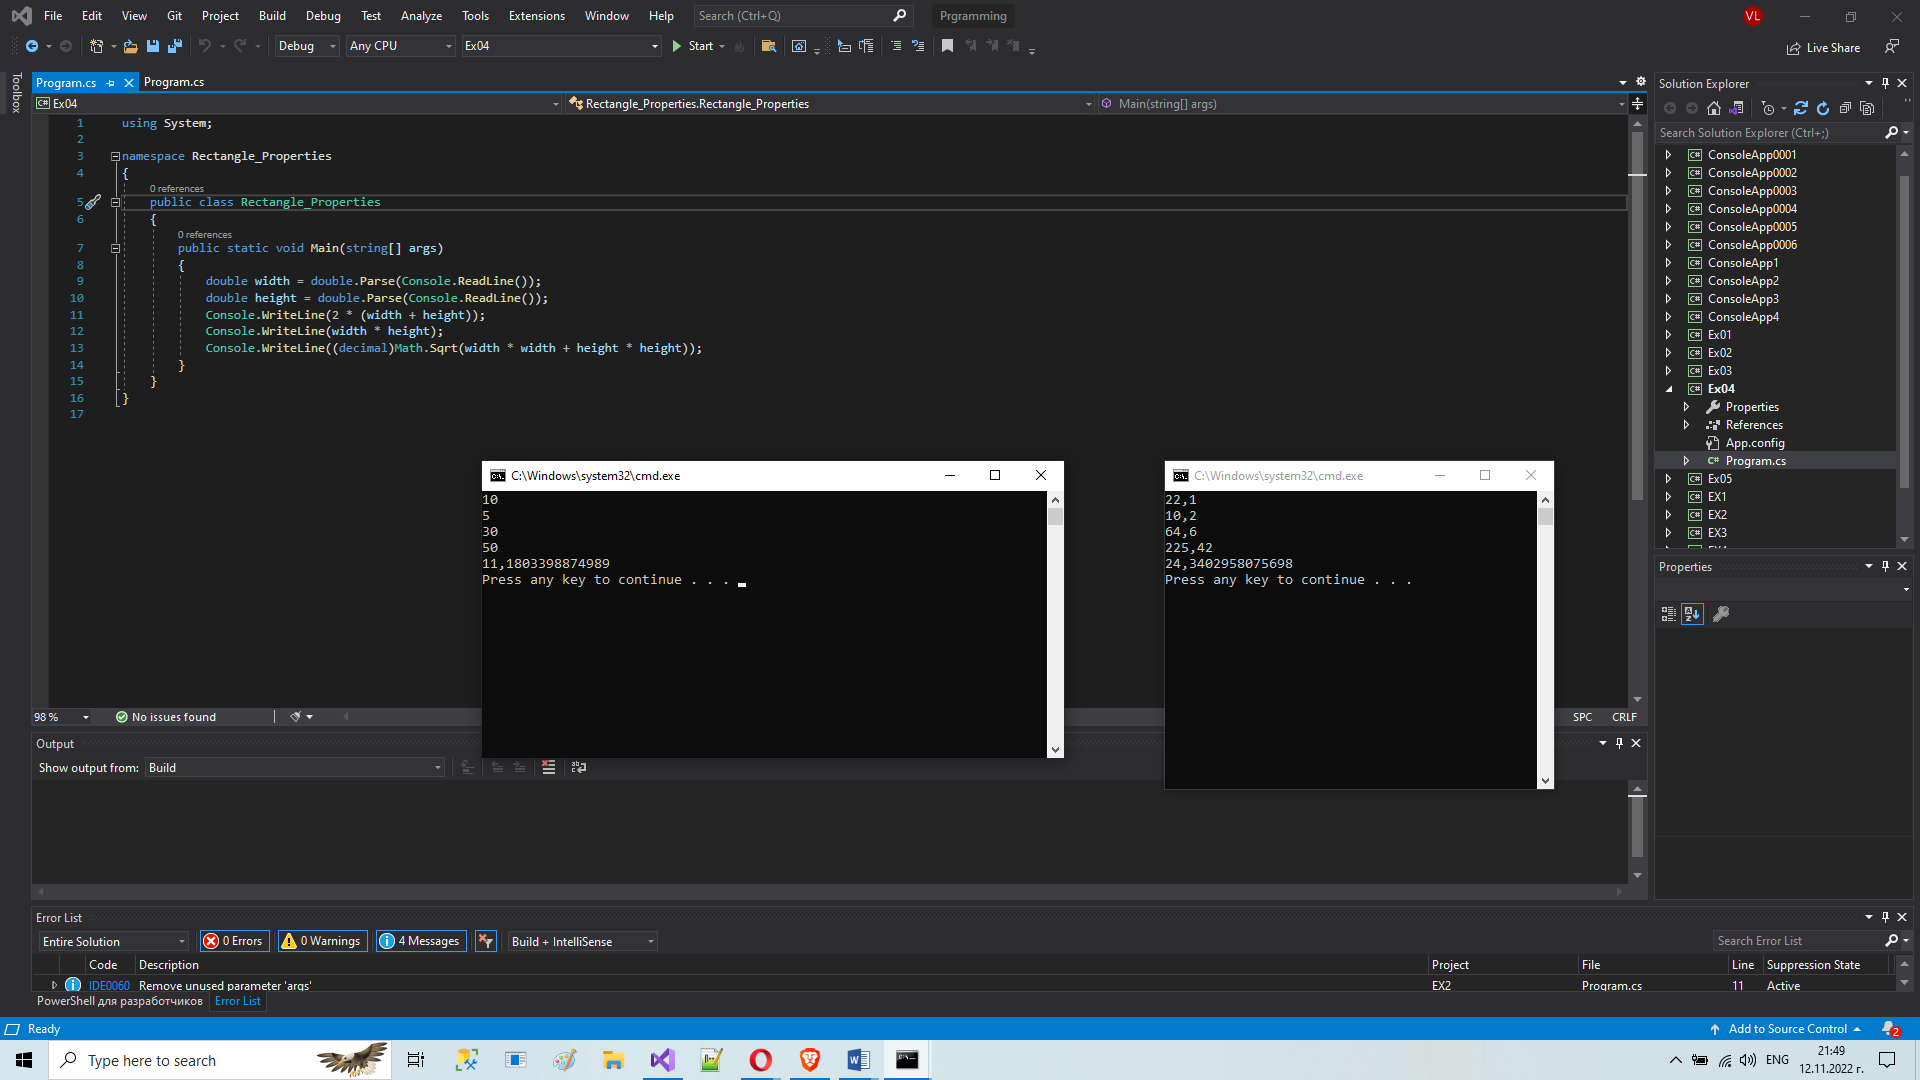 File Edit View Git Project Build Debug Test Analyze Tools Extensions Window Help Search (Ctrl+Q) Prgramming VL
Debug Any CPU Ex04 Start Live Share
Toolbox
Program.cs Program.cs
Ex04 Rectangle_Properties.Rectangle_Properties Main(string[] args)
1 using System;
2
3 namespace Rectangle_Properties
4 {
0 references
5 public class Rectangle_Properties
6 {
0 references
7 public static void Main(string[] args)
8 {
9 double width = double.Parse(Console.ReadLine());
10 double height = double.Parse(Console.ReadLine());
11 Console.WriteLine(2 * (width + height));
12 Console.WriteLine(width * height);
13 Console.WriteLine((decimal)Math.Sqrt(width * width + height * height));
14 }
15 }
16 }
17
C:\Windows\system32\cmd.exe
10
5
30
50
11,1803398874989
Press any key to continue . . .
C:\Windows\system32\cmd.exe
22,1
10,2
64,6
225,42
24,3402958075698
Press any key to continue . . .
98 % No issues found SPC CRLF
Solution Explorer
Search Solution Explorer (Ctrl+;)
C# ConsoleApp0001
C# ConsoleApp0002
C# ConsoleApp0003
C# ConsoleApp0004
C# ConsoleApp0005
C# ConsoleApp0006
C# ConsoleApp1
C# ConsoleApp2
C# ConsoleApp3
C# ConsoleApp4
C# Ex01
C# Ex02
C# Ex03
C# Ex04
Properties
References
App.config
C# Program.cs
C# Ex05
C# EX1
C# EX2
C# EX3
Properties
Output
Show output from: Build
Error List
Entire Solution 0 Errors 0 Warnings 4 Messages Build + IntelliSense Search Error List
Code Description Project File Line Suppression State
IDE0060 Remove unused parameter 'args' EX2 Program.cs 11 Active
PowerShell для разработчиков Error List
Ready Add to Source Control 2
Type here to search ENG 21:49
12.11.2022 г.